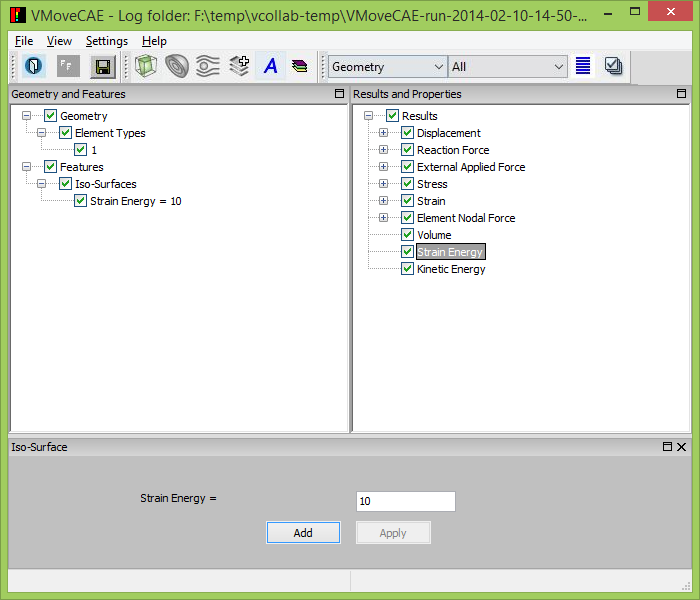 VMoveCAE - Log folder: F:\temp\vcollab-temp\VMoveCAE-run-2014-02-10-14-50-...
File View Settings Help
FF A Geometry All
Geometry and Features
Geometry
Element Types
1
Features
Iso-Surfaces
Strain Energy = 10
Results and Properties
Results
Displacement
Reaction Force
External Applied Force
Stress
Strain
Element Nodal Force
Volume
Strain Energy
Kinetic Energy
Iso-Surface
Strain Energy = 10
Add Apply